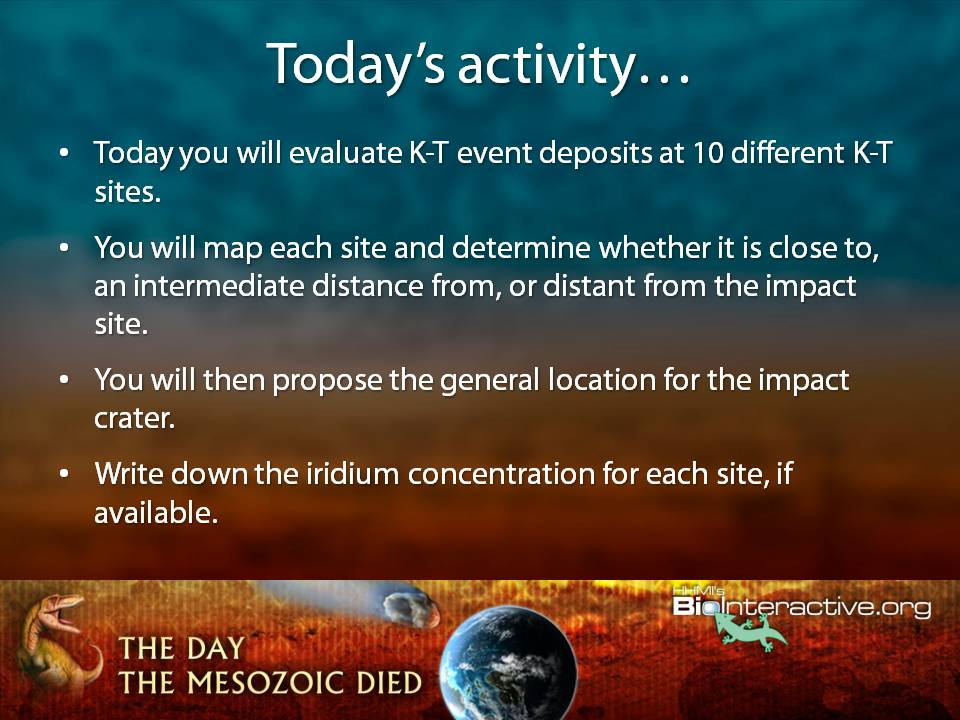 Today's activity…
• Today you will evaluate K-T event deposits at 10 different K-T
sites.
• You will map each site and determine whether it is close to,
an intermediate distance from, or distant from the impact
site.
• You will then propose the general location for the impact
crater.
• Write down the iridium concentration for each site, if
available.
HHMI's
BioInteractive.org
THE DAY
THE MESOZOIC DIED